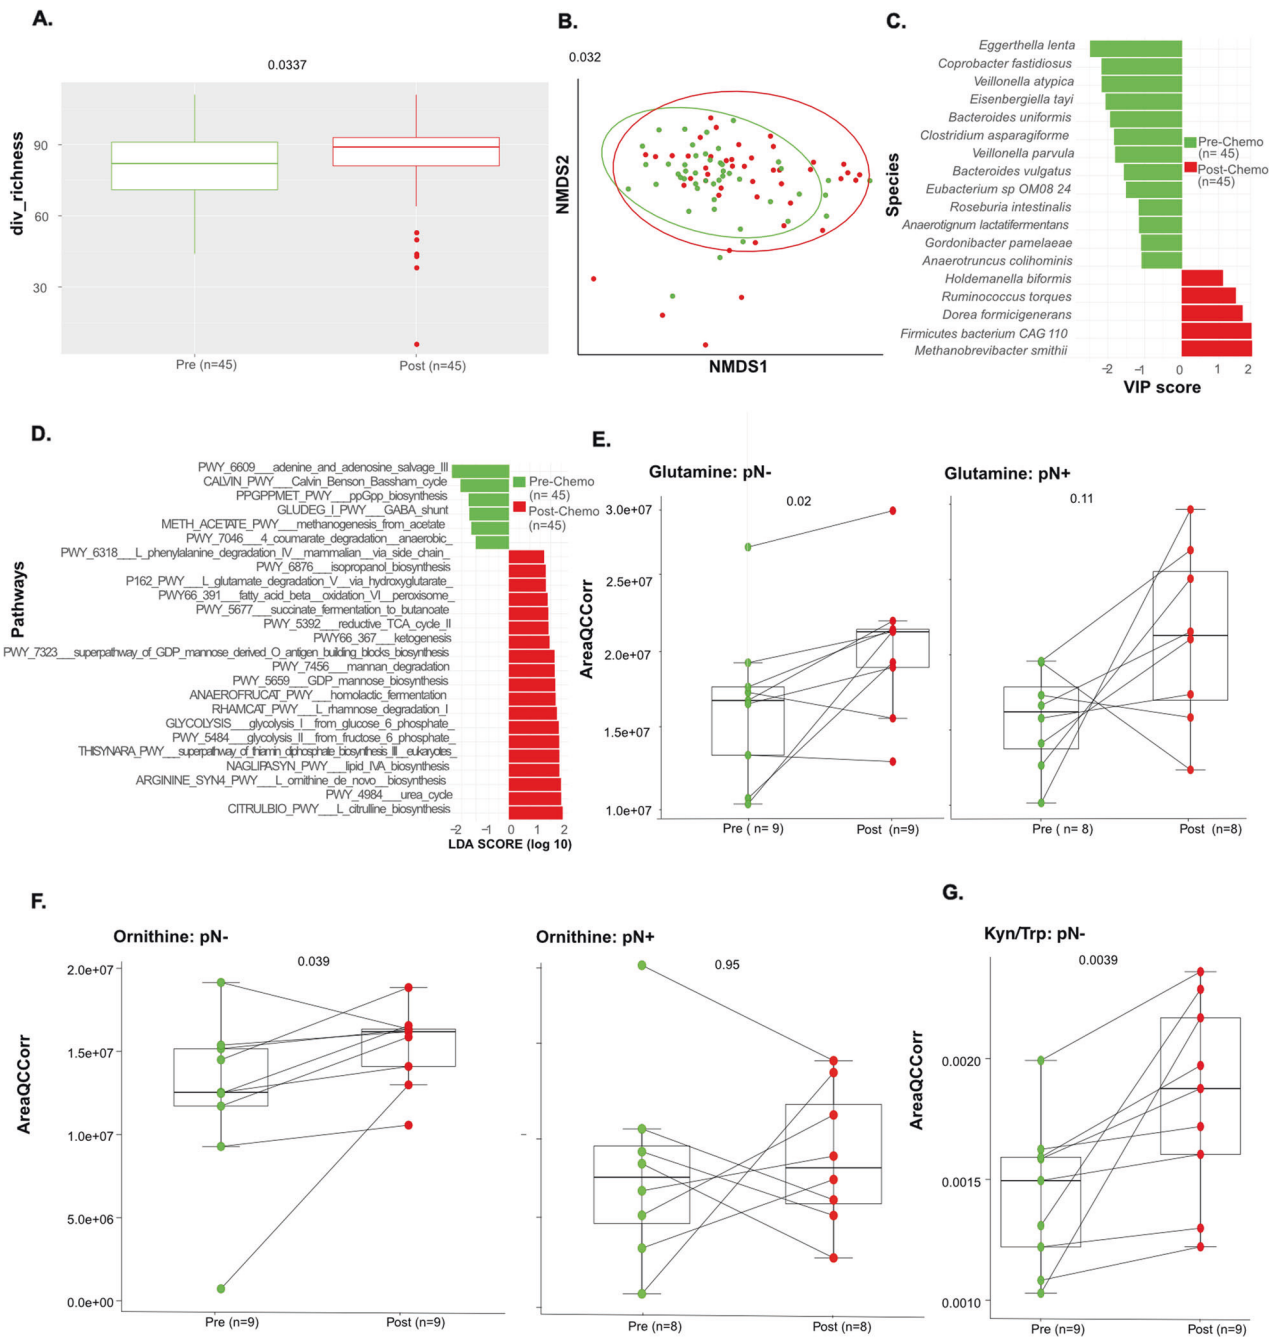 A.
0.0337
div_richness
90
60
30
Pre (n=45)
Post (n=45)
B.
0.032
NMDS2
NMDS1
C.
Species
Eggerthella lenta
Coprobacter fastidiosus
Veillonella atypica
Eisenbergiella tayi
Bacteroides uniformis
Clostridium asparagiforme
Veillonella parvula
Bacteroides vulgatus
Eubacterium sp OM08 24
Roseburia intestinalis
Anaerotignum lactatifermentans
Gordonibacter pamelaeae
Anaerotruncus colihominis
Holdemanella biformis
Ruminococcus torques
Dorea formicigenerans
Firmicutes bacterium CAG 110
Methanobrevibacter smithii
Pre-Chemo
(n= 45)
Post-Chemo
(n=45)
−2 −1 0 1 2
VIP score
D.
Pathways
PWY_6609___adenine_and_adenosine_salvage_III
CALVIN_PWY___Calvin_Benson_Bassham_cycle
PPGPPMET_PWY___ppGpp_biosynthesis
GLUDEG_I_PWY___GABA_shunt
METH_ACETATE_PWY___methanogenesis_from_acetate
PWY_7046___4_coumarate_degradation__anaerobic_
PWY_6318___L_phenylalanine_degradation_IV__mammalian__via_side_chain_
PWY_6876___isopropanol_biosynthesis
P162_PWY___L_glutamate_degradation_V__via_hydroxyglutarate_
PWY66_391___fatty_acid_beta__oxidation_VI__peroxisome_
PWY_5677___succinate_fermentation_to_butanoate
PWY_5392___reductive_TCA_cycle_II
PWY66_367___ketogenesis
PWY_7323___superpathway_of_GDP_mannose_derived_O_antigen_building_blocks_biosynthesis
PWY_7456___mannan_degradation
PWY_5659___GDP_mannose_biosynthesis
ANAEROFRUCAT_PWY___homolactic_fermentation
RHAMCAT_PWY___L_rhamnose_degradation_I
GLYCOLYSIS___glycolysis_I__from_glucose_6_phosphate_
PWY_5484___glycolysis_II__from_fructose_6_phosphate_
THISYNARA_PWY___superpathway_of_thiamin_diphosphate_biosynthesis_III__eukaryotes_
NAGLIPASYN_PWY___lipid_IVA_biosynthesis
ARGININE_SYN4_PWY___L_ornithine_de_novo__biosynthesis
PWY_4984___urea_cycle
CITRULBIO_PWY___L_citrulline_biosynthesis
Pre-Chemo
(n= 45)
Post-Chemo
(n=45)
−2 −1 0 1 2
LDA SCORE (log 10)
E.
Glutamine: pN-
0.02
AreaQCCorr
3.0e+07
2.5e+07
2.0e+07
1.5e+07
1.0e+07
Pre ( n= 9)
Post (n=9)
Glutamine: pN+
0.11
Pre ( n= 8)
Post (n=8)
F.
Ornithine: pN-
0.039
AreaQCCorr
2.0e+07
1.5e+07
1.0e+07
5.0e+06
0.0e+00
Pre (n=9)
Post (n=9)
Ornithine: pN+
0.95
Pre (n=8)
Post (n=8)
G.
Kyn/Trp: pN-
0.0039
AreaQCCorr
0.0020
0.0015
0.0010
Pre (n=9)
Post (n=9)